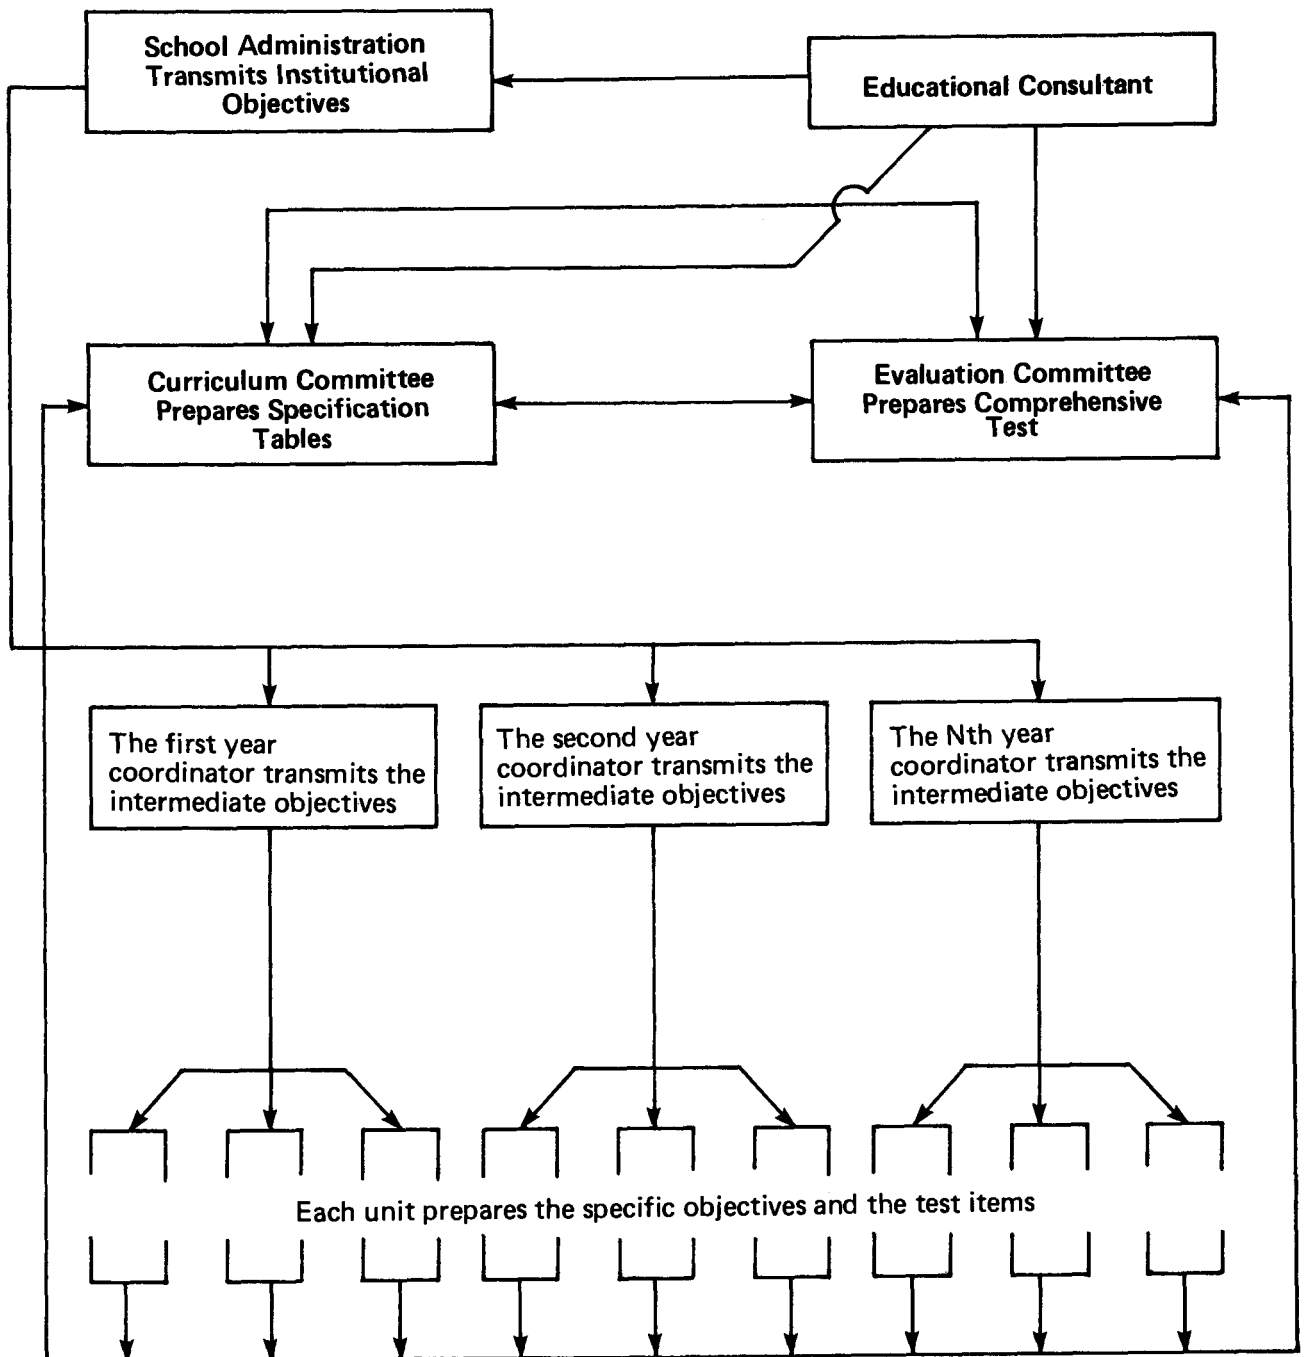 School Administration
Transmits Institutional
Objectives
Educational Consultant
Curriculum Committee
Prepares Specification
Tables
Evaluation Committee
Prepares Comprehensive
Test
The first year
coordinator transmits the
intermediate objectives
The second year
coordinator transmits the
intermediate objectives
The Nth year
coordinator transmits the
intermediate objectives
Each unit prepares the specific objectives and the test items